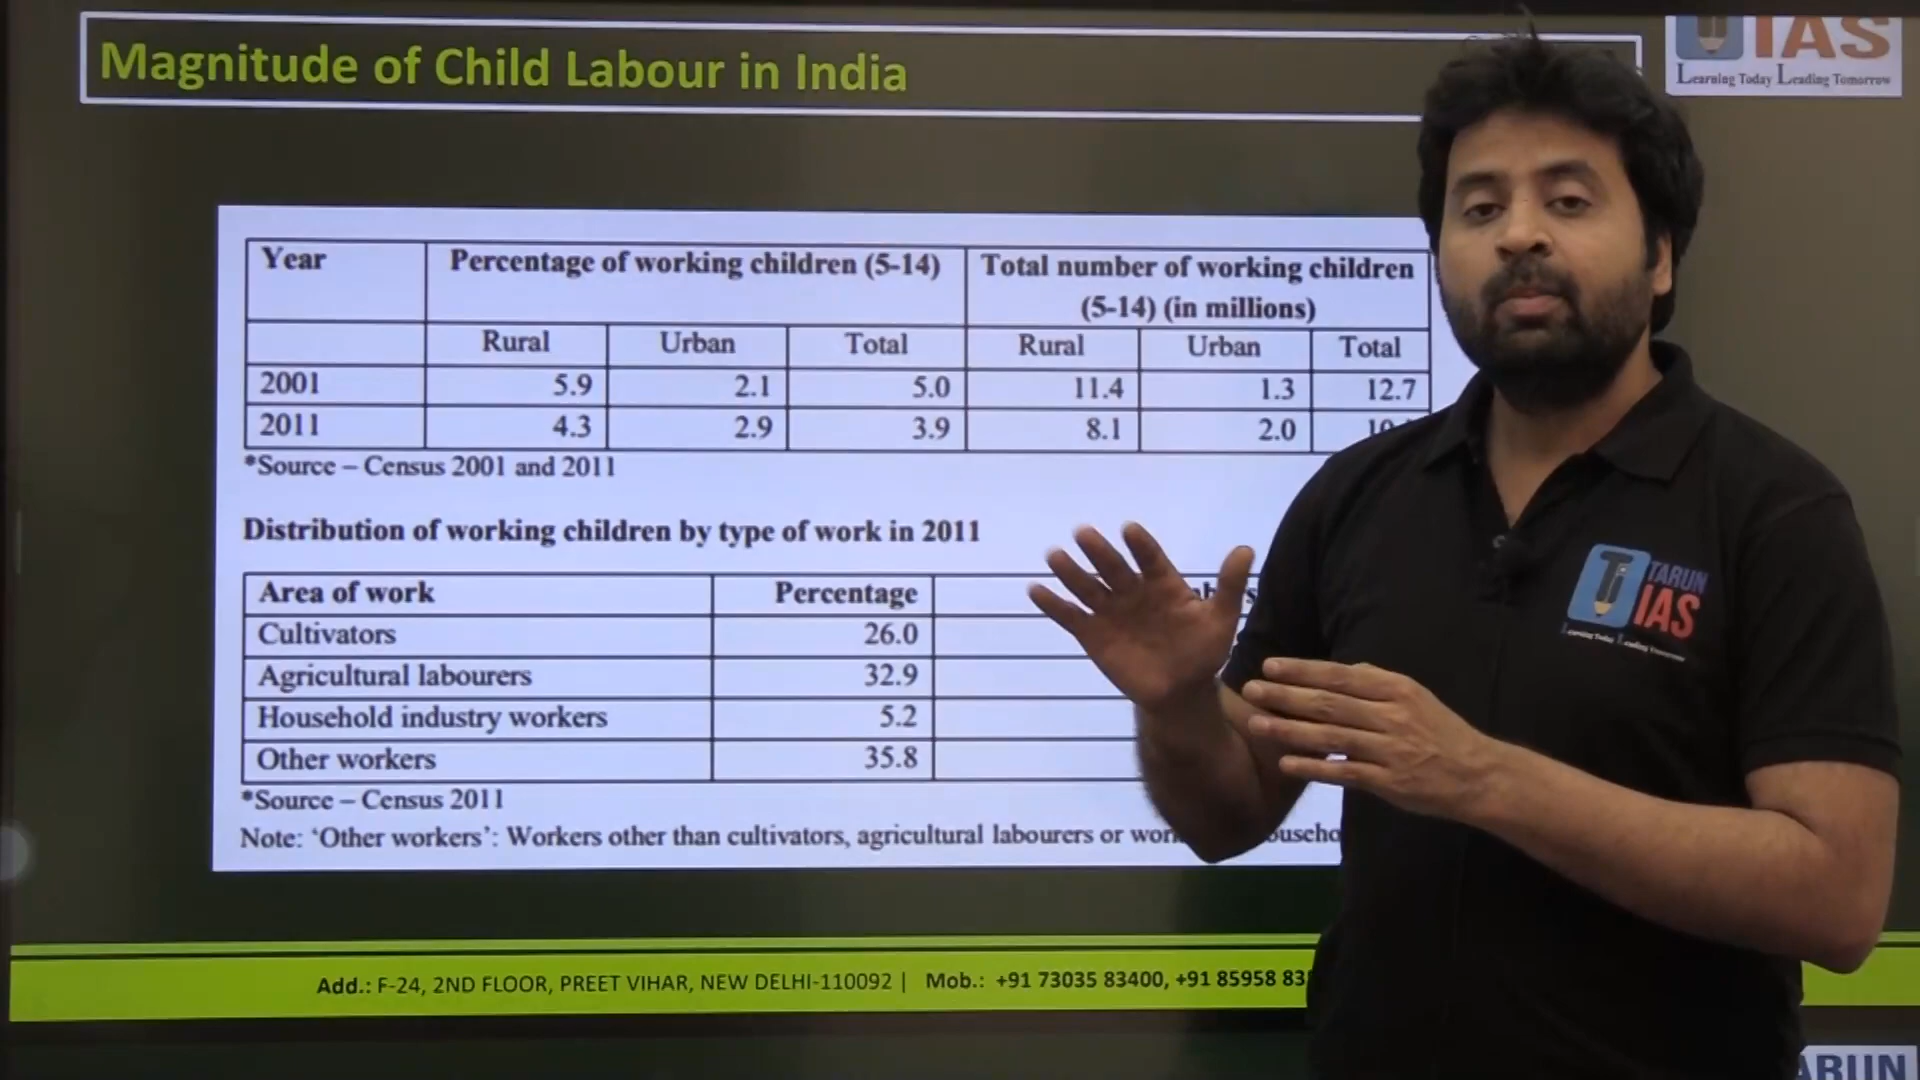 Magnitude of Child Labour in India
IAS
Learning Today Leading Tomorrow
Year Percentage of working children (5-14) Total number of working children (5-14) (in millions)
Rural Urban Total Rural Urban Total
2001 5.9 2.1 5.0 11.4 1.3 12.7
2011 4.3 2.9 3.9 8.1 2.0
*Source – Census 2001 and 2011
Distribution of working children by type of work in 2011
Area of work Percentage
Cultivators 26.0
Agricultural labourers 32.9
Household industry workers 5.2
Other workers 35.8
*Source – Census 2011
Note: ‘Other workers’: Workers other than cultivators, agricultural labourers or
TARUN
IAS
Learning Today Leading Tomorrow
Add.: F-24, 2ND FLOOR, PREET VIHAR, NEW DELHI-110092 | Mob.: +91 73035 83400, +91 85958 83
ARUN